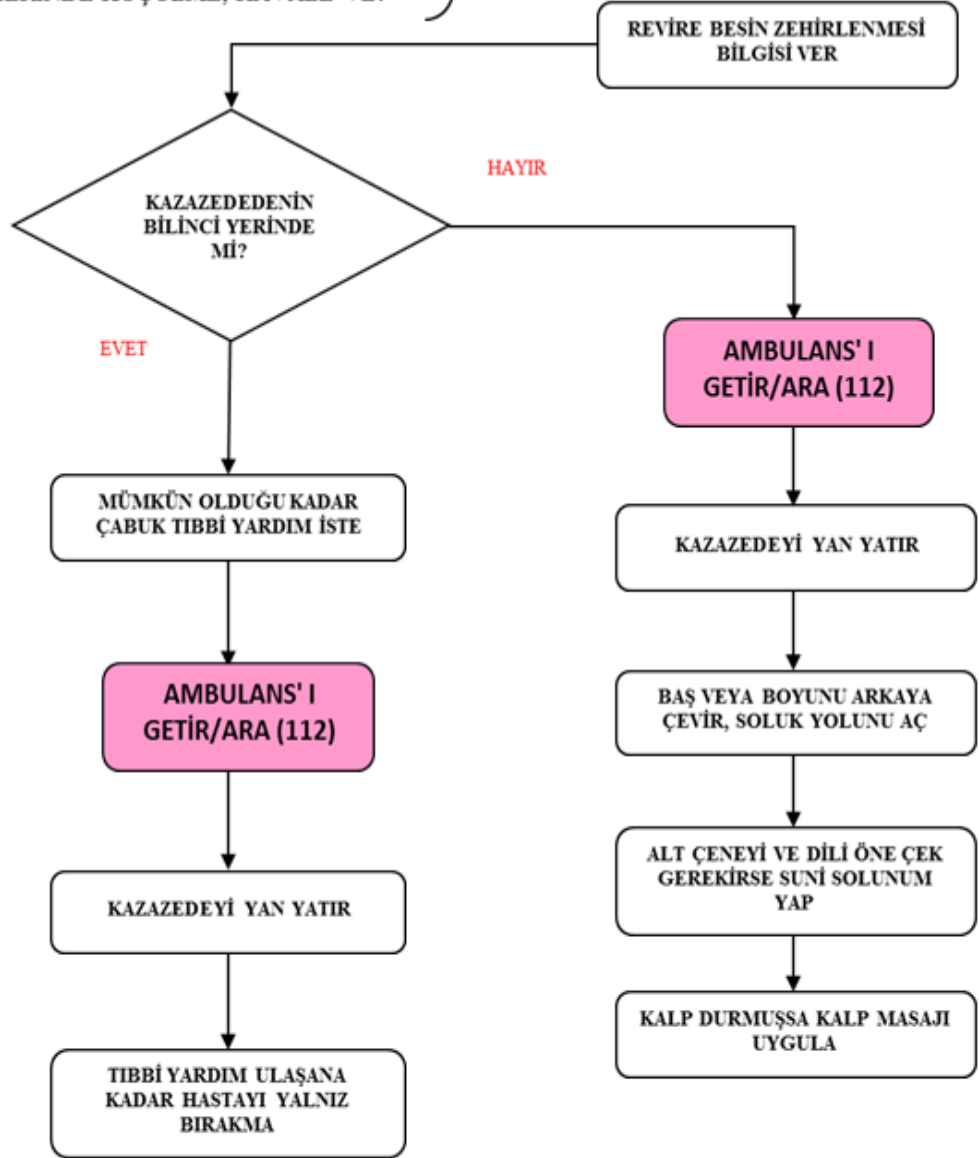 REVİRE BESİN ZEHİRLENMESİ
BİLGİSİ VER
KAZAZEDEDENİN
BİLİNCİ YERİNDE
Mİ?
HAYIR
EVET
AMBULANS' I
GETİR/ARA (112)
MÜMKÜN OLDUĞU KADAR
ÇABUK TIBBİ YARDIM İSTE
KAZAZEDEYİ YAN YATIR
AMBULANS' I
GETİR/ARA (112)
BAŞ VEYA BOYUNU ARKAYA
ÇEVİR, SOLUK YOLUNU AÇ
ALT ÇENEYİ VE DİLİ ÖNE ÇEK
GEREKİRSE SUNİ SOLUNUM
YAP
KAZAZEDEYİ YAN YATIR
KALP DURMUŞSA KALP MASAJI
UYGULA
TIBBİ YARDIM ULAŞANA
KADAR HASTAYI YALNIZ
BIRAKMA